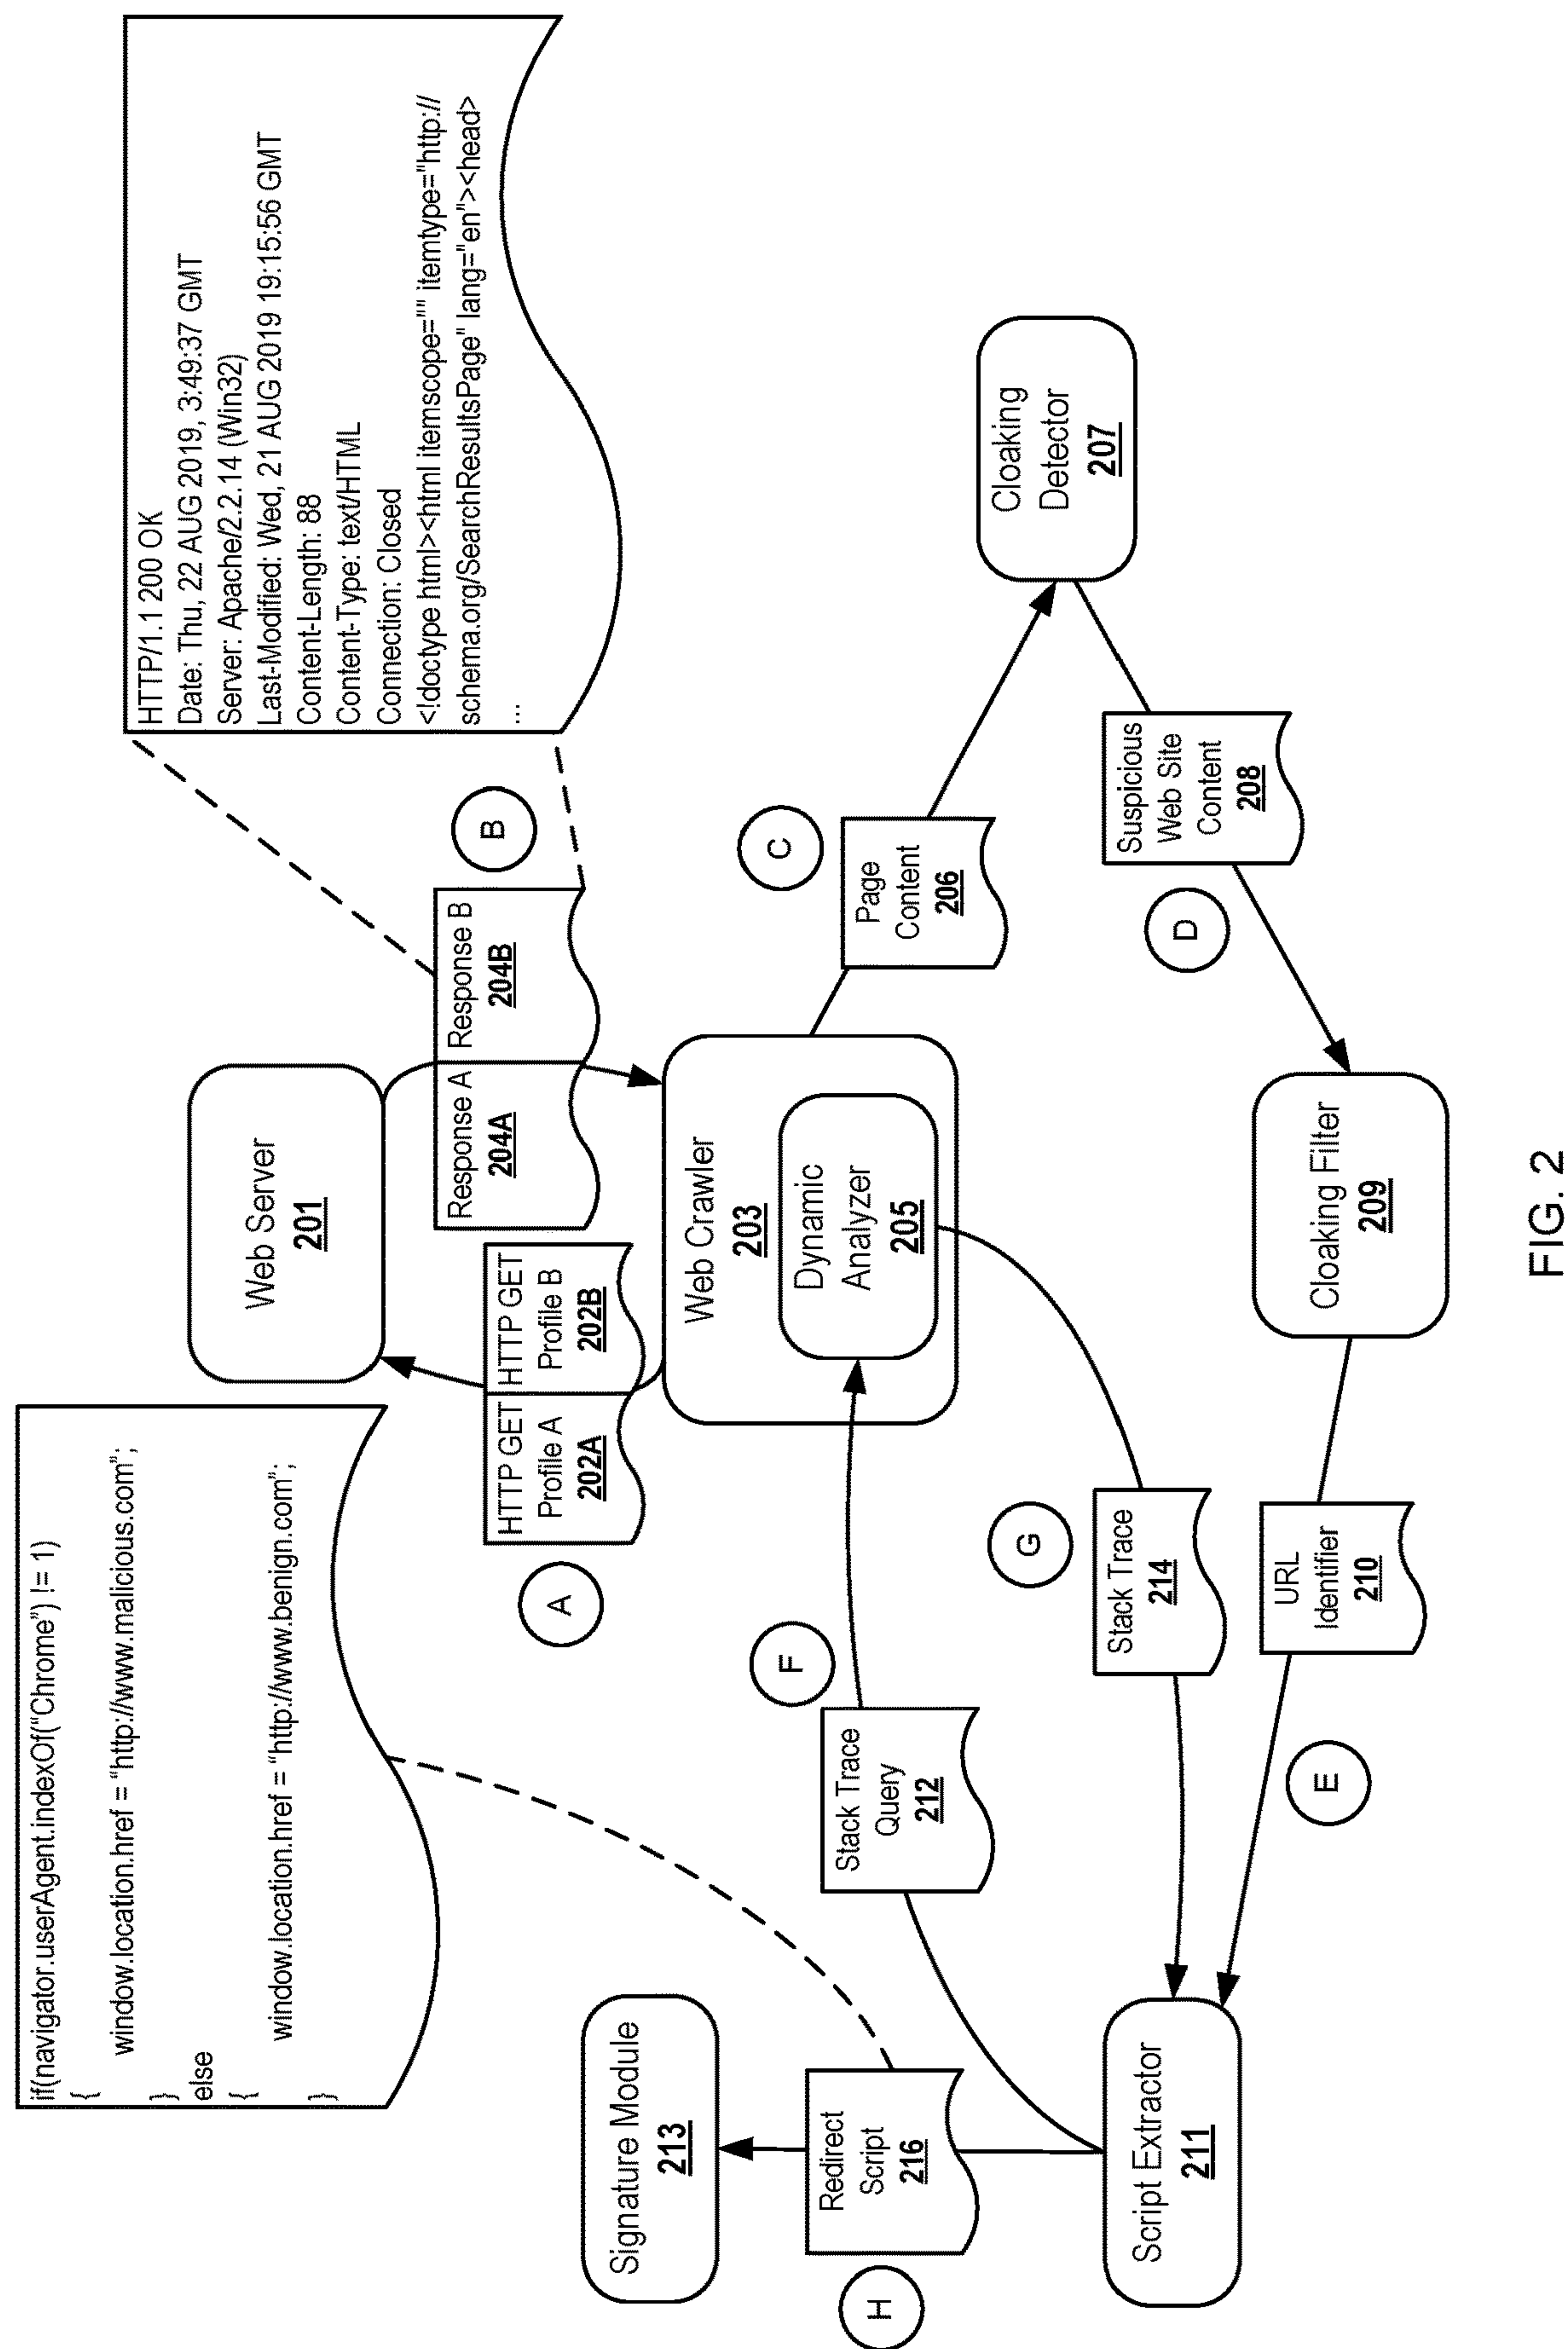 if(navigator.userAgent.indexOf("Chrome") != 1)
{
window.location.href = "http://www.malicious.com";
}
else
{
window.location.href = "http://www.benign.com";
}
HTTP/1.1 200 OK
Date: Thu, 22 AUG 2019, 3:49:37 GMT
Server: Apache/2.2.14 (Win32)
Last-Modified: Wed, 21 AUG 2019 19:15:56 GMT
Content-Length: 88
Content-Type: text/HTML
Connection: Closed
<!doctype html><html itemscope="" itemtype="http://
schema.org/SearchResultsPage" lang="en"><head>
...
Web Server
201
A
HTTP GET
Profile A
202A
HTTP GET
Profile B
202B
Response A
204A
Response B
204B
B
Signature Module
213
Web Crawler
203
Dynamic
Analyzer
205
F
Stack Trace
Query
212
H
Redirect
Script
216
C
Page
Content
206
Cloaking
Detector
207
G
Stack Trace
214
D
Suspicious
Web Site
Content
208
Script Extractor
211
E
URL
Identifier
210
Cloaking Filter
209
FIG. 2